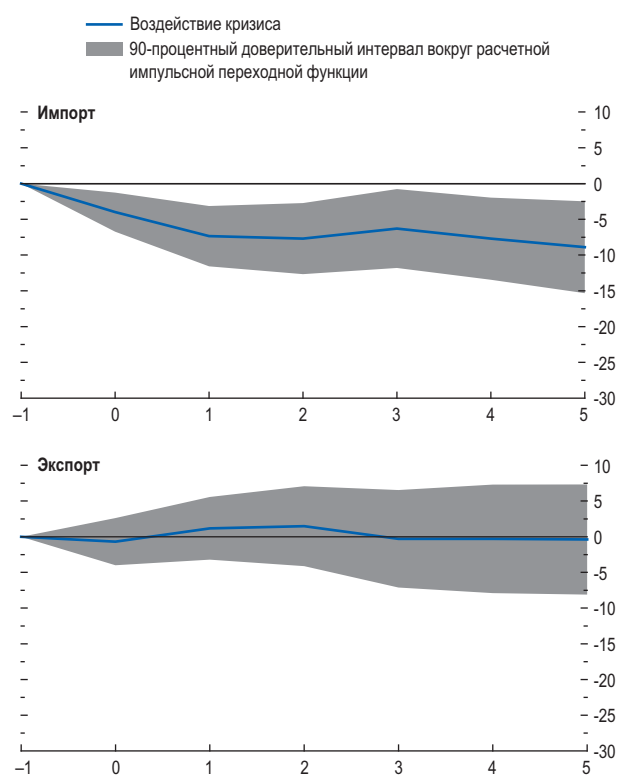 Воздействие кризиса
90-процентный доверительный интервал вокруг расчетной
импульсной переходной функции
Импорт
10
5
0
-5
-10
-15
-20
-25
-30
–1 0 1 2 3 4 5
Экспорт
10
5
0
-5
-10
-15
-20
-25
-30
–1 0 1 2 3 4 5